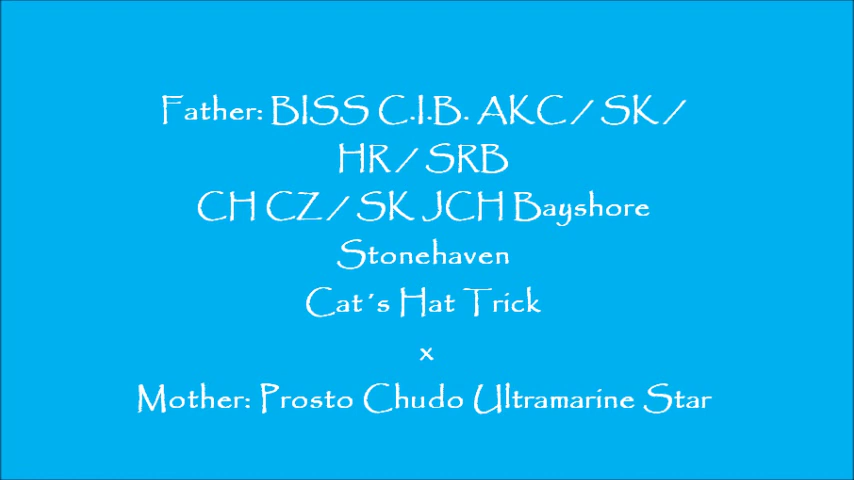 Father: BISS C.I.B. AKC / SK /
HR / SRB
CH CZ / SK JCH Bayshore
Stonehaven
Cat´s Hat Trick
x
Mother: Prosto Chudo Ultramarine Star